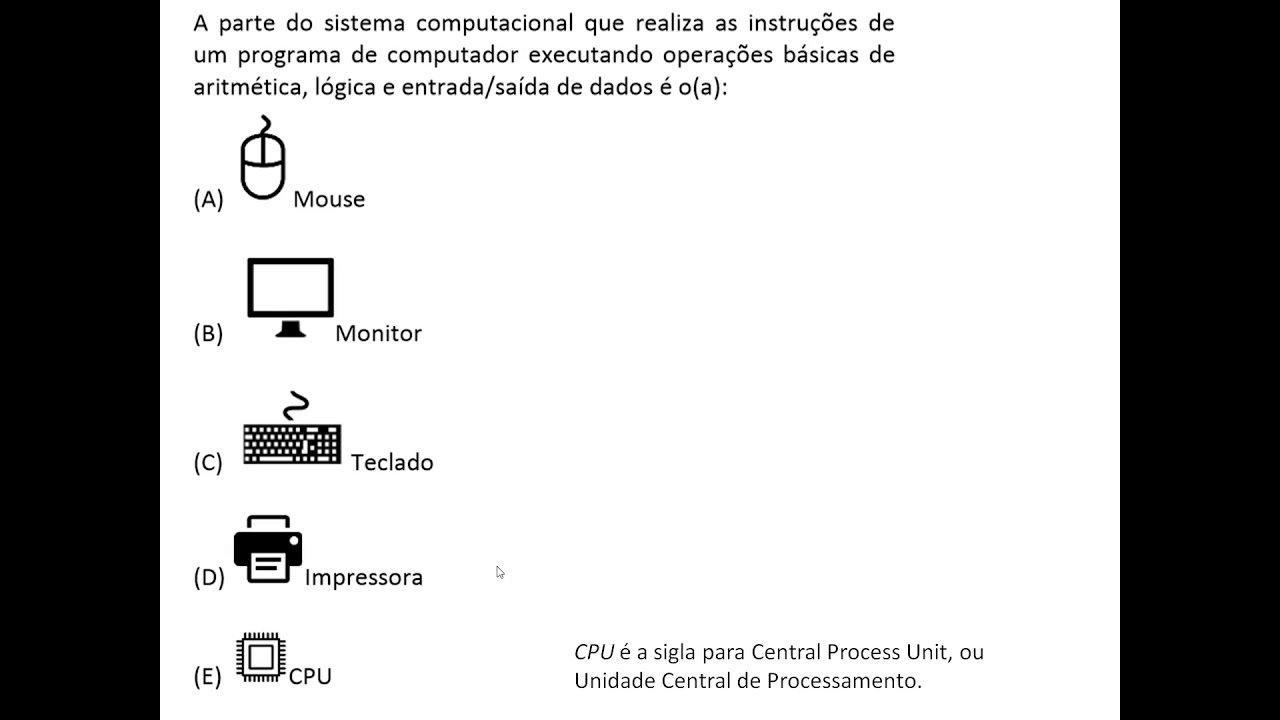 A parte do sistema computacional que realiza as instruções de
um programa de computador executando operações básicas de
aritmética, lógica e entrada/saída de dados é o(a):
(A) Mouse
(B) Monitor
(C) Teclado
(D) Impressora
(E) CPU
CPU é a sigla para Central Process Unit, ou
Unidade Central de Processamento.